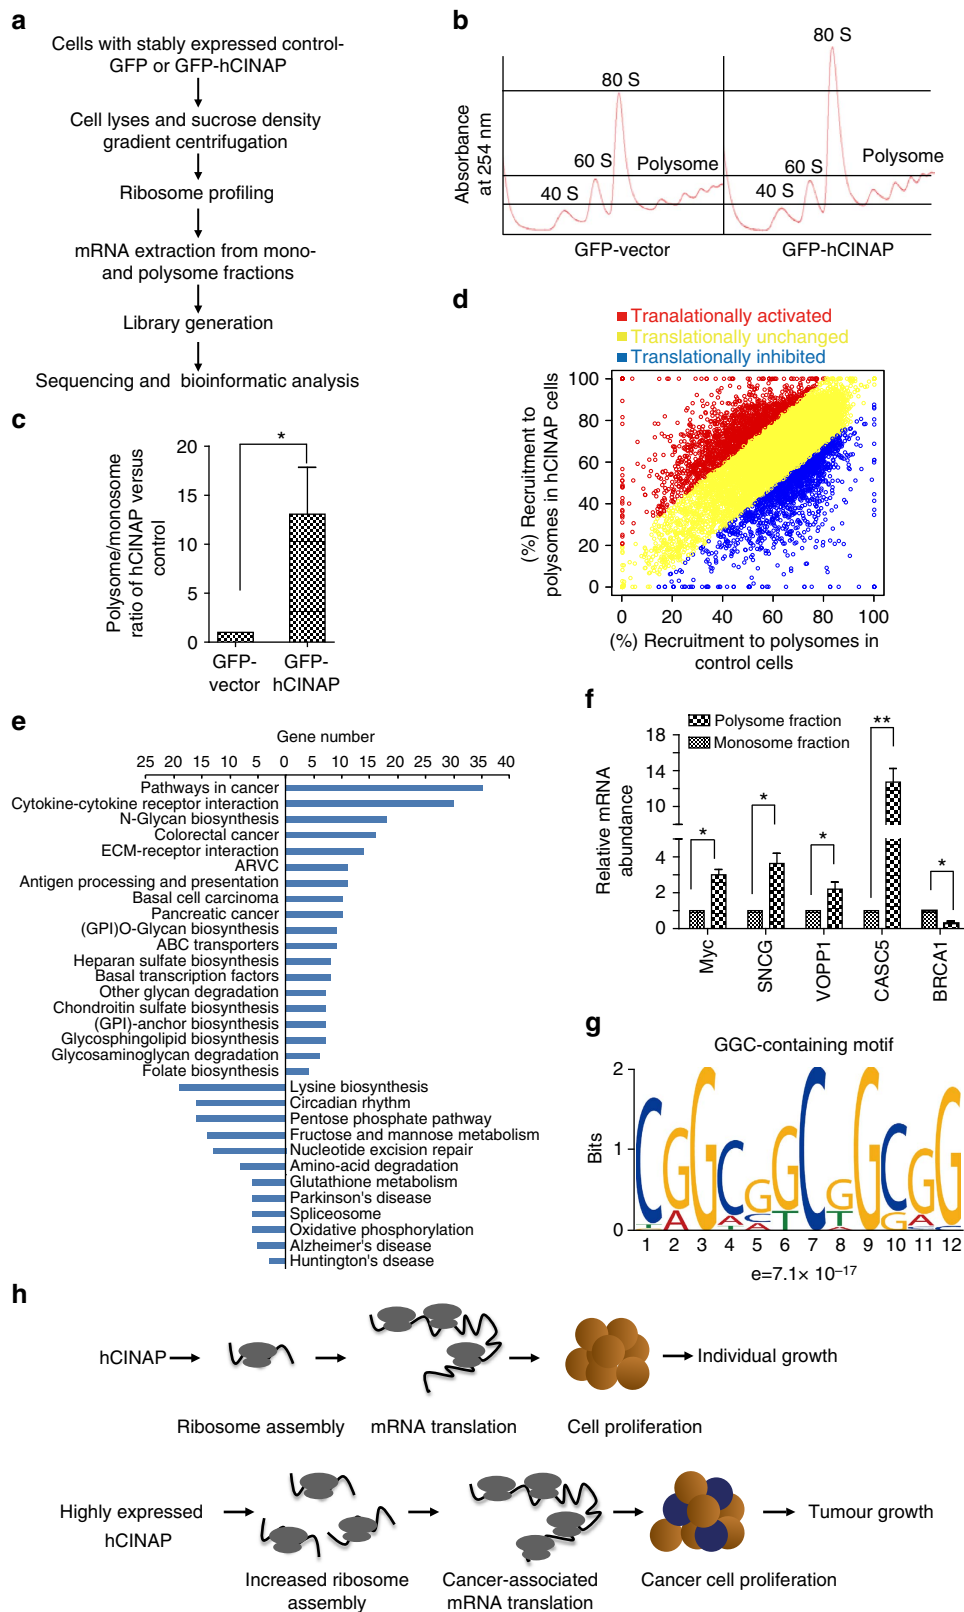 a
Cells with stably expressed control-
GFP or GFP-hCINAP
Cell lyses and sucrose density
gradient centrifugation
Ribosome profiling
mRNA extraction from mono-
and polysome fractions
Library generation
Sequencing and bioinformatic analysis
b
Absorbance
at 254 nm
40 S
60 S
80 S
Polysome
40 S
60 S
80 S
Polysome
GFP-vector
GFP-hCINAP
c
Polysome/monosome
ratio of hCINAP versus
control
20
15
10
5
0
*
GFP-
vector
GFP-
hCINAP
d
Tranalationally activated
Translationally unchanged
Translationally inhibited
(%) Recruitment to
polysomes in hCINAP cells
100
80
60
40
20
0
0 20 40 60 80 100
(%) Recruitment to polysomes in
control cells
e
Gene number
25 20 15 10 5 0 5 10 15 20 25 30 35 40
Pathways in cancer
Cytokine-cytokine receptor interaction
N-Glycan biosynthesis
Colorectal cancer
ECM-receptor interaction
ARVC
Antigen processing and presentation
Basal cell carcinoma
Pancreatic cancer
(GPI)O-Glycan biosynthesis
ABC transporters
Heparan sulfate biosynthesis
Basal transcription factors
Other glycan degradation
Chondroitin sulfate biosynthesis
(GPI)-anchor biosynthesis
Glycosphingolipid biosynthesis
Glycosaminoglycan degradation
Folate biosynthesis
Lysine biosynthesis
Circadian rhythm
Pentose phosphate pathway
Fructose and mannose metabolism
Nucleotide excision repair
Amino-acid degradation
Glutathione metabolism
Parkinson's disease
Spliceosome
Oxidative phosphorylation
Alzheimer's disease
Huntington's disease
f
Polysome fraction
Monosome fraction
Relative mRNA
abundance
18
14
10
4
2
0
*
*
*
**
*
Myc
SNCG
VOPP1
CASC5
BRCA1
g
GGC-containing motif
Bits
2
1
0
CGGCGGCGGCGG
1 2 3 4 5 6 7 8 9 10 11 12
e=7.1× 10⁻¹⁷
h
hCINAP
Individual growth
Ribosome assembly
mRNA translation
Cell proliferation
Highly expressed
hCINAP
Tumour growth
Increased ribosome
assembly
Cancer-associated
mRNA translation
Cancer cell proliferation